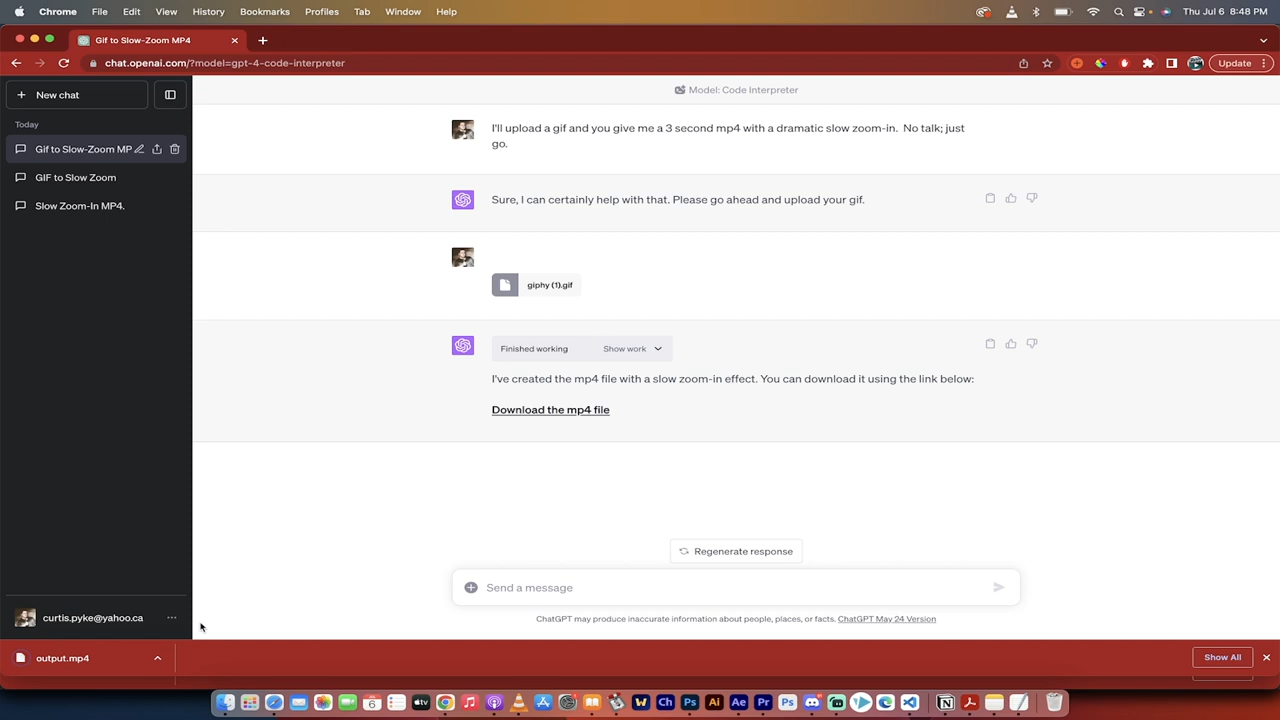 Chrome File Edit View History Bookmarks Profiles Tab Window Help Thu Jul 6 8:48 PM
Gif to Slow-Zoom MP4
chat.openai.com/?model=gpt-4-code-interpreter Update
New chat
Model: Code Interpreter
Today
Gif to Slow-Zoom MP
GIF to Slow Zoom
Slow Zoom-In MP4.
I'll upload a gif and you give me a 3 second mp4 with a dramatic slow zoom-in. No talk; just
go.
Sure, I can certainly help with that. Please go ahead and upload your gif.
giphy (1).gif
Finished working Show work
I've created the mp4 file with a slow zoom-in effect. You can download it using the link below:
Download the mp4 file
Regenerate response
Send a message
ChatGPT may produce inaccurate information about people, places, or facts. ChatGPT May 24 Version
curtis.pyke@yahoo.ca
output.mp4 Show All